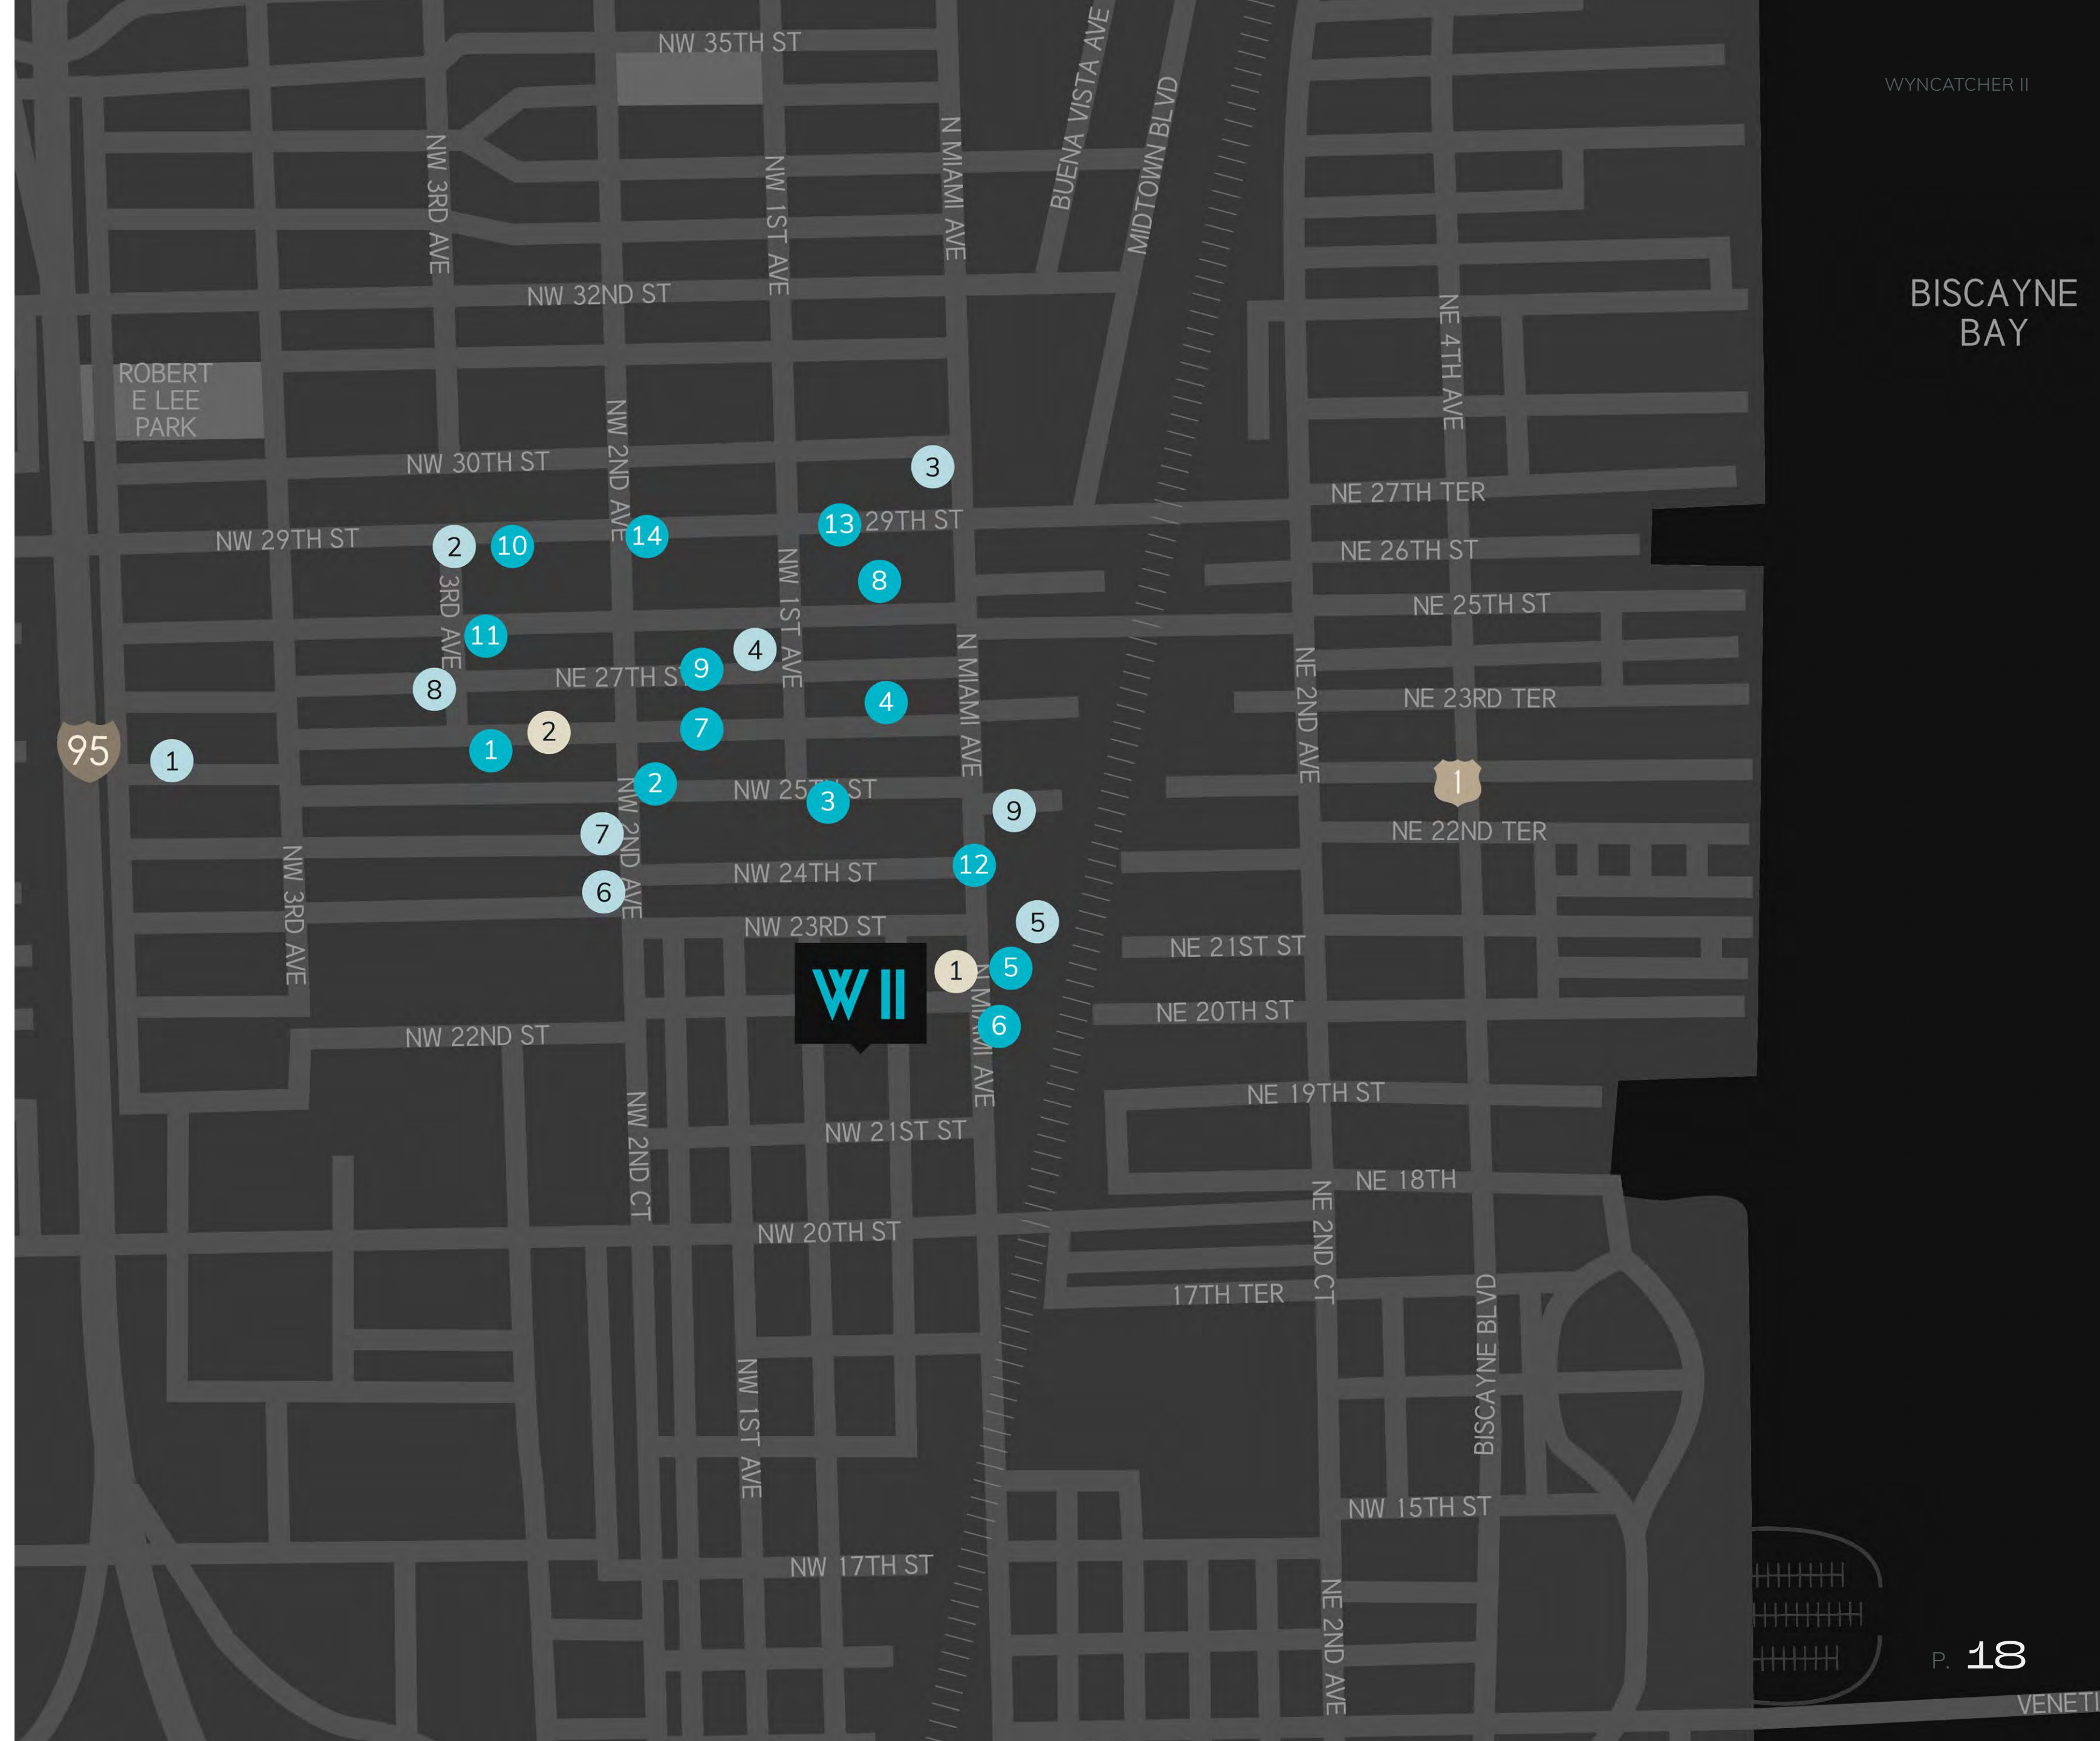 NW 35TH ST
BUENA VISTA AVE
MIDTOWN BLVD
WYNCATCHER II
NW 3RD AVE
NW 1ST AVE
N MIAMI AVE
NW 32ND ST
BISCAYNE
BAY
NE 4TH AVE
ROBERT
E LEE
PARK
NW 2ND AVE
NW 30TH ST
3
NE 27TH TER
NW 29TH ST
2
10
14
13
29TH ST
NE 26TH ST
3RD AVE
NW 1ST AVE
8
NE 25TH ST
11
4
N MIAMI AVE
NE 2ND AVE
NE 27TH S
9
8
4
NE 23RD TER
95
1
1
2
7
2
NW 25TH ST
3
1
NW 2ND AVE
7
9
NE 22ND TER
NW 3RD AVE
NW 24TH ST
12
6
NW 23RD ST
5
NE 21ST ST
W II
1
5
N MIAMI AVE
6
NE 20TH ST
NW 22ND ST
NW 2ND CT
NE 19TH ST
NW 21ST ST
NE 18TH
NE 2ND CT
NW 20TH ST
17TH TER
BISCAYNE BLVD
NW 1ST AVE
NW 15TH ST
NW 17TH ST
NE 2ND AVE
P. 18
VENETI